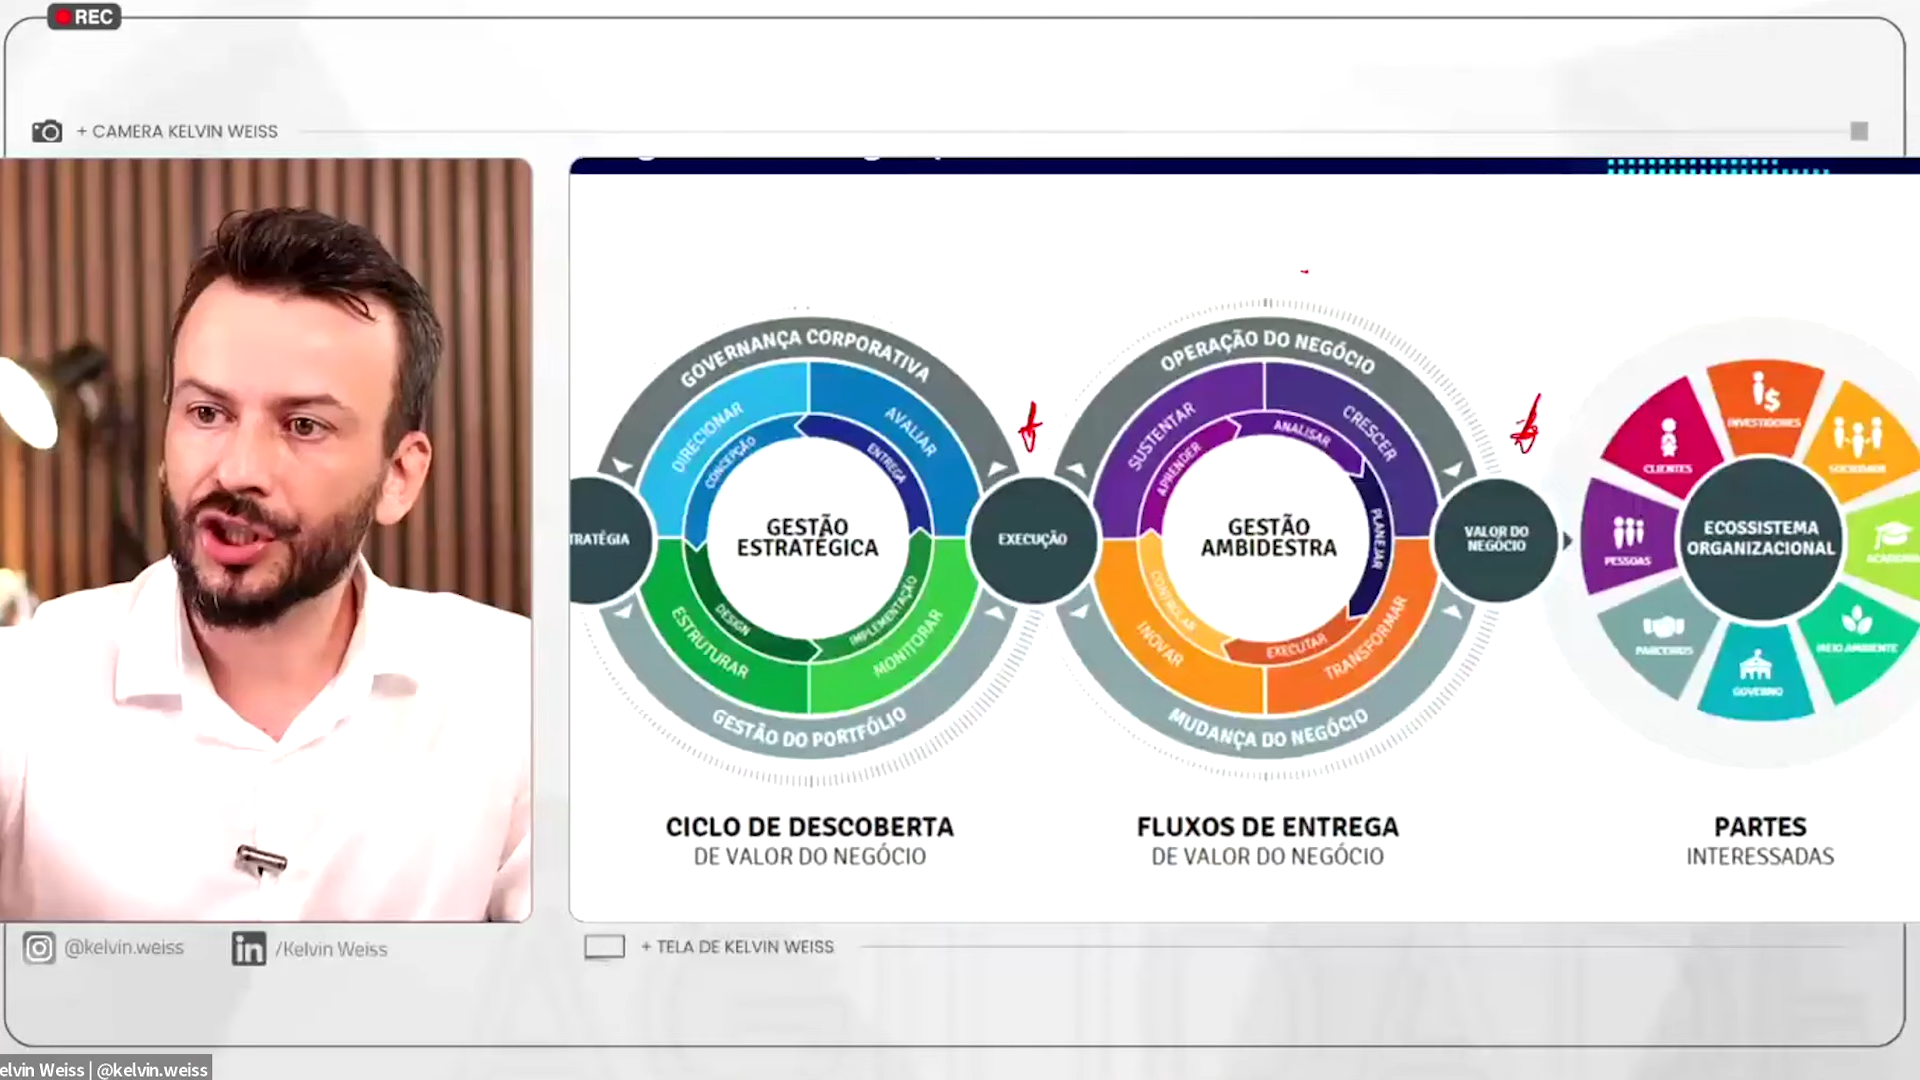 REC
+ CAMERA KELVIN WEISS
GOVERNANÇA CORPORATIVA
DIRECIONAR
AVALIAR
CONCEPÇÃO
ENTREGA
TRATÉGIA
GESTÃO
ESTRATÉGICA
EXECUÇÃO
DESIGN
IMPLEMENTAÇÃO
ESTRUTURAR
MONITORAR
GESTÃO DO PORTFÓLIO
CICLO DE DESCOBERTA
DE VALOR DO NEGÓCIO
OPERAÇÃO DO NEGÓCIO
SUSTENTAR
CRESCER
APRENDER
ANALISAR
PLANEJAR
GESTÃO
AMBIDESTRA
VALOR DO
NEGÓCIO
CONTROLAR
EXECUTAR
INOVAR
TRANSFORMAR
MUDANÇA DO NEGÓCIO
FLUXOS DE ENTREGA
DE VALOR DO NEGÓCIO
INVESTIDORES
CLIENTES
SOCIEDADE
PESSOAS
ECOSSISTEMA
ORGANIZACIONAL
PARCEIROS
MEIO AMBIENTE
GOVERNO
PARTES
INTERESSADAS
@kelvin.weiss
/Kelvin Weiss
+ TELA DE KELVIN WEISS
elvin Weiss | @kelvin.weiss